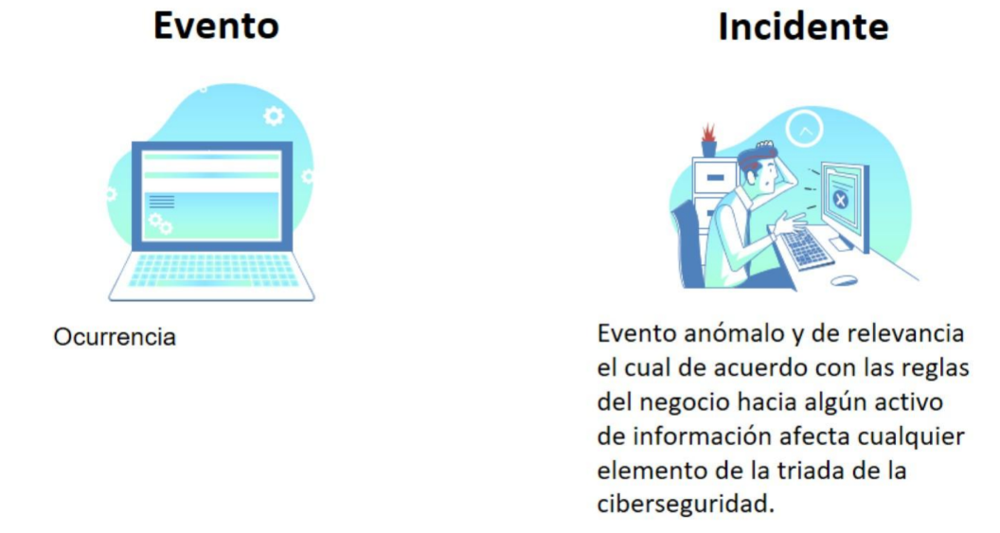 Evento
Incidente
Ocurrencia
Evento anómalo y de relevancia
el cual de acuerdo con las reglas
del negocio hacia algún activo
de información afecta cualquier
elemento de la triada de la
ciberseguridad.